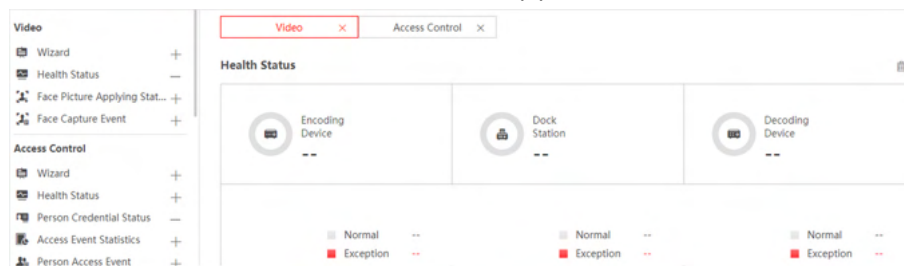 Video
Wizard
Health Status
Face Picture Applying Stat...
Face Capture Event
Access Control
Wizard
Health Status
Person Credential Status
Access Event Statistics
Person Access Event
Video
Access Control
Health Status
Encoding
Device
--
Dock
Station
--
Decoding
Device
--
Normal --
Exception --
Normal --
Exception --
Normal --
Exception --